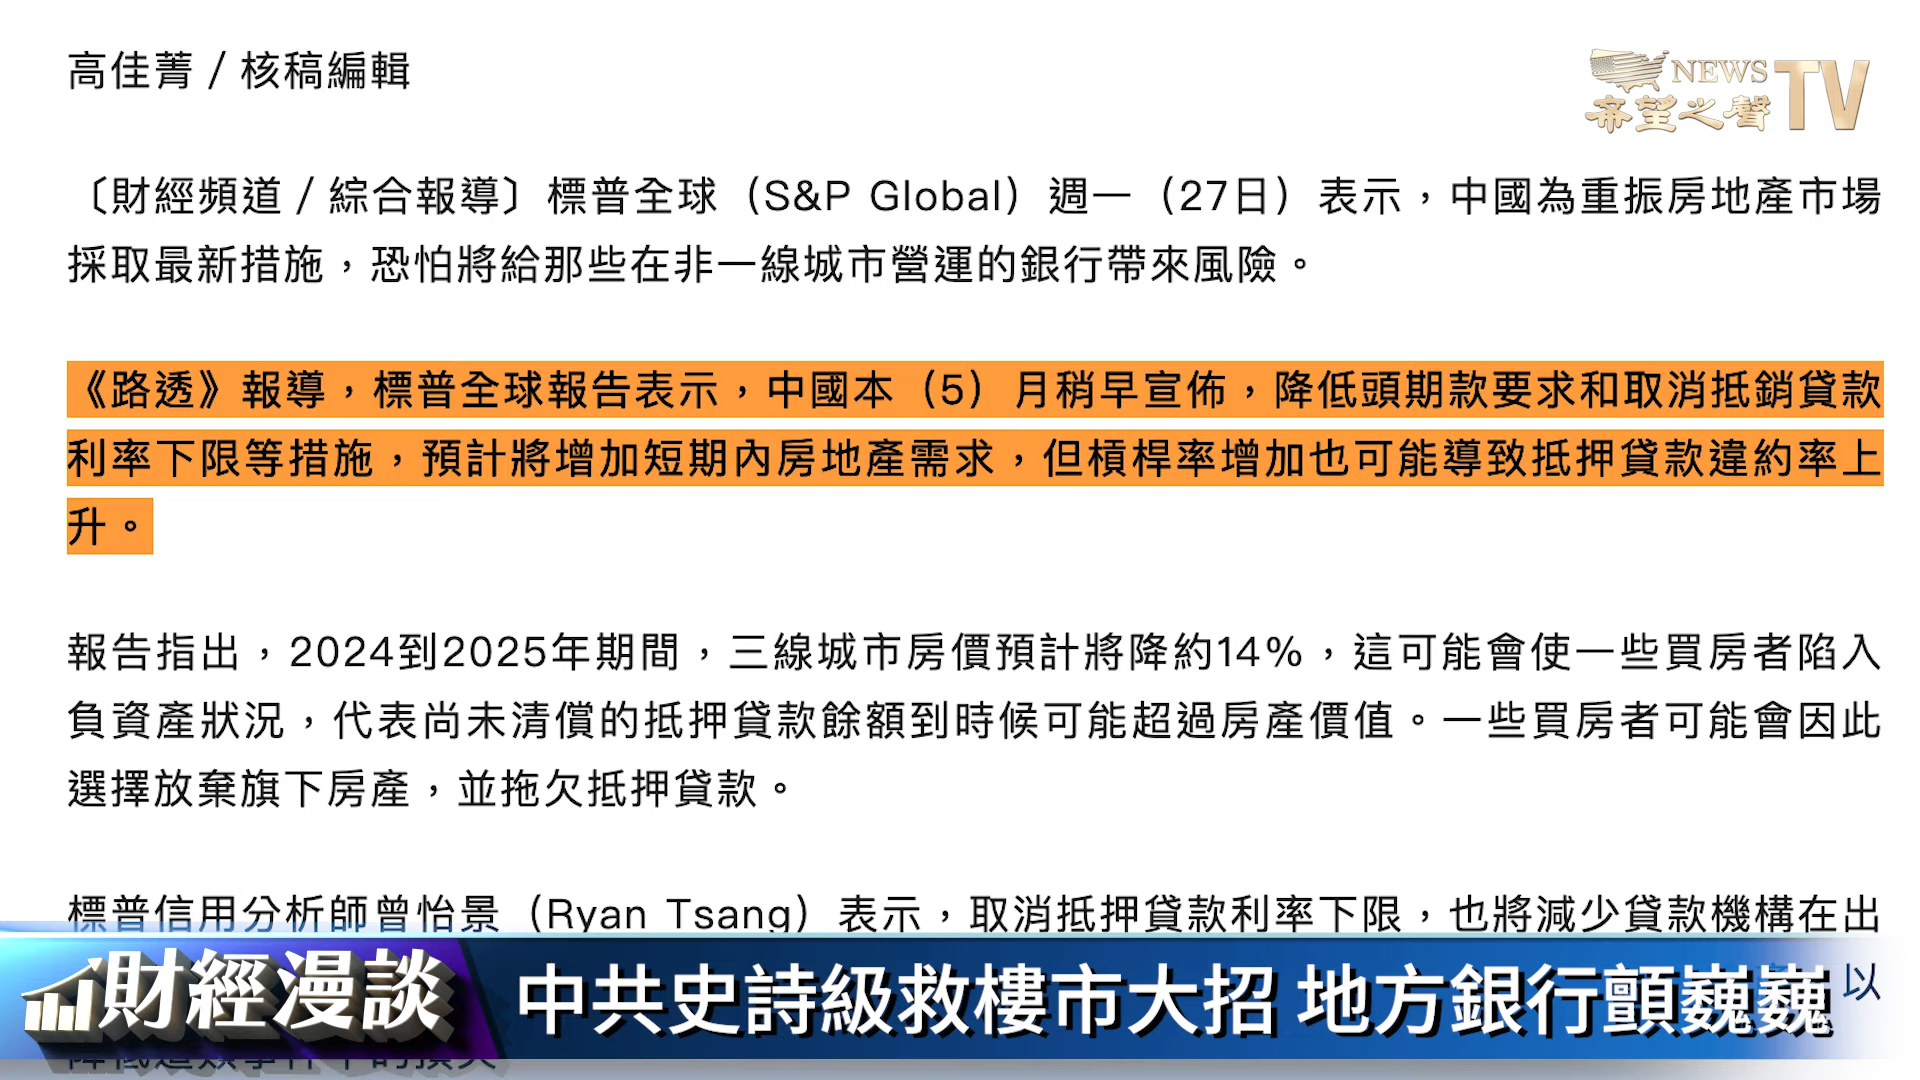 高佳菁／核稿編輯
NEWS
希望之聲
TV
〔財經頻道／綜合報導〕標普全球（S&P Global）週一（27日）表示，中國為重振房地產市場
採取最新措施，恐怕將給那些在非一線城市營運的銀行帶來風險。
《路透》報導，標普全球報告表示，中國本（5）月稍早宣佈，降低頭期款要求和取消抵銷貸款
利率下限等措施，預計將增加短期內房地產需求，但槓桿率增加也可能導致抵押貸款違約率上
升。
報告指出，2024到2025年期間，三線城市房價預計將降約14%，這可能會使一些買房者陷入
負資產狀況，代表尚未清償的抵押貸款餘額到時候可能超過房產價值。一些買房者可能會因此
選擇放棄旗下房產，並拖欠抵押貸款。
標普信用分析師曾怡景（Ryan Tsang）表示，取消抵押貸款利率下限，也將減少貸款機構在出
以
財經漫談
中共史詩級救樓市大招 地方銀行顫巍巍